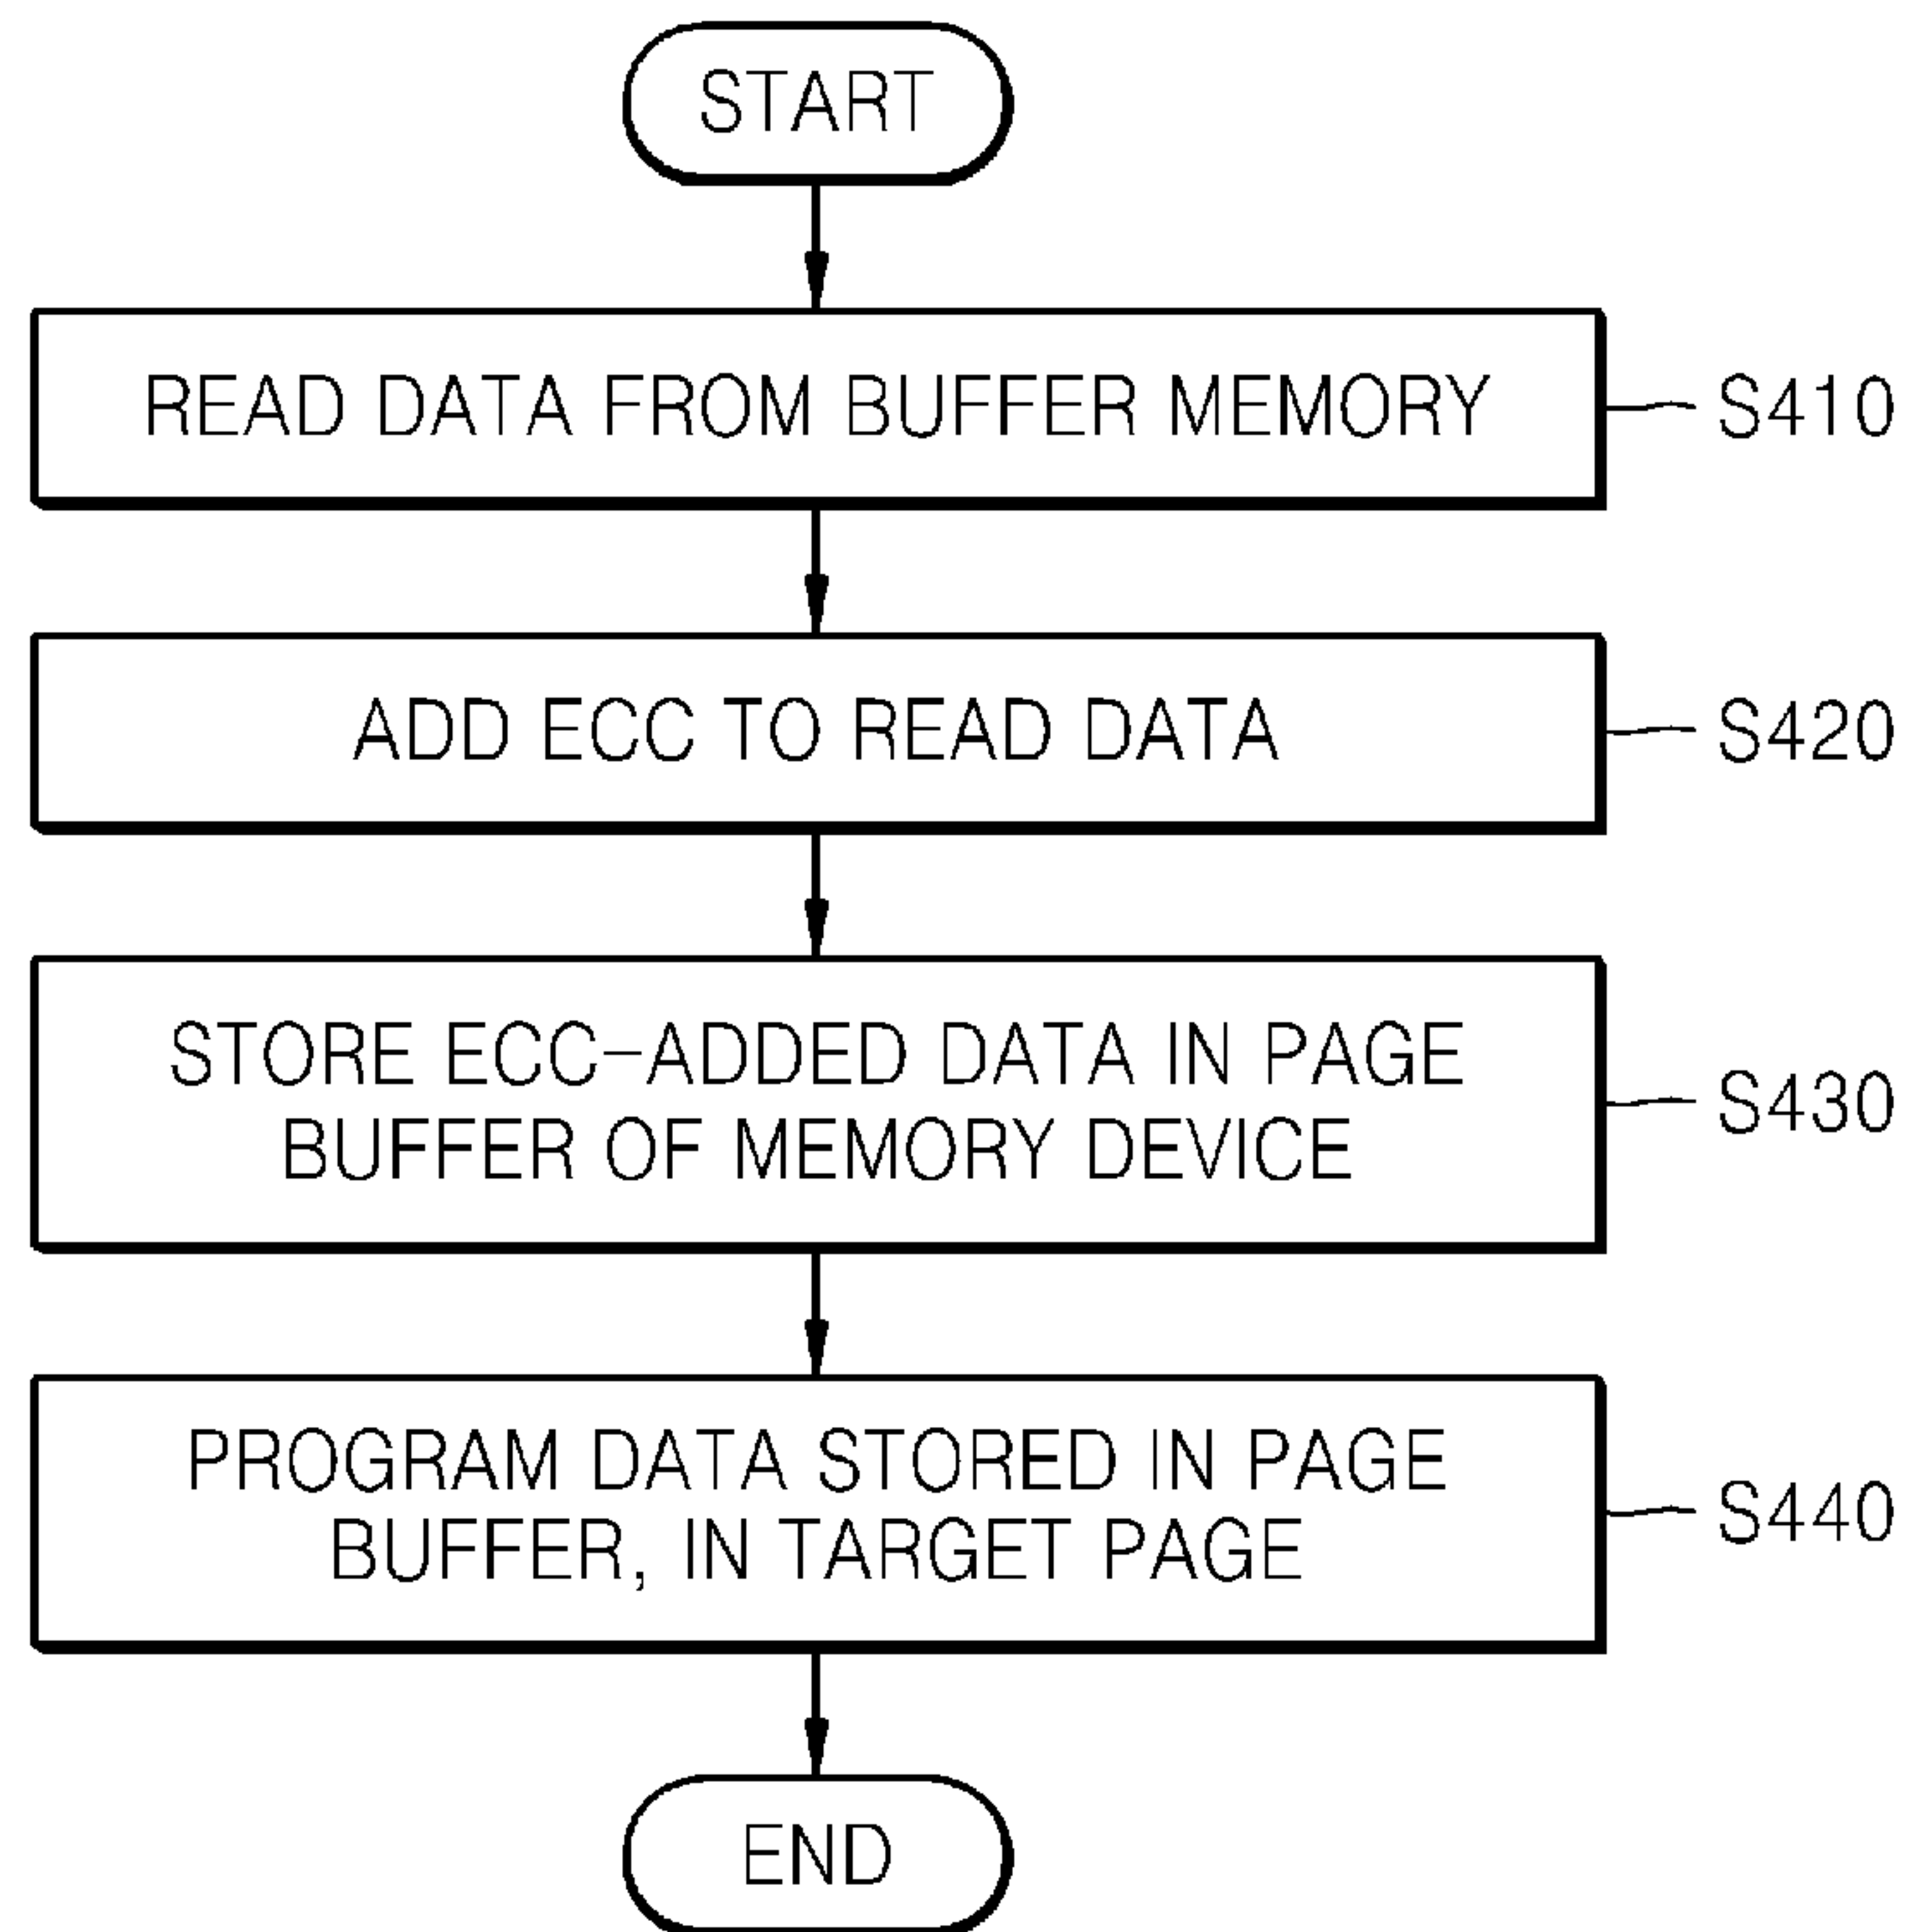 START
READ DATA FROM BUFFER MEMORY
S410
ADD ECC TO READ DATA
S420
STORE ECC-ADDED DATA IN PAGE
BUFFER OF MEMORY DEVICE
S430
PROGRAM DATA STORED IN PAGE
BUFFER, IN TARGET PAGE
S440
END